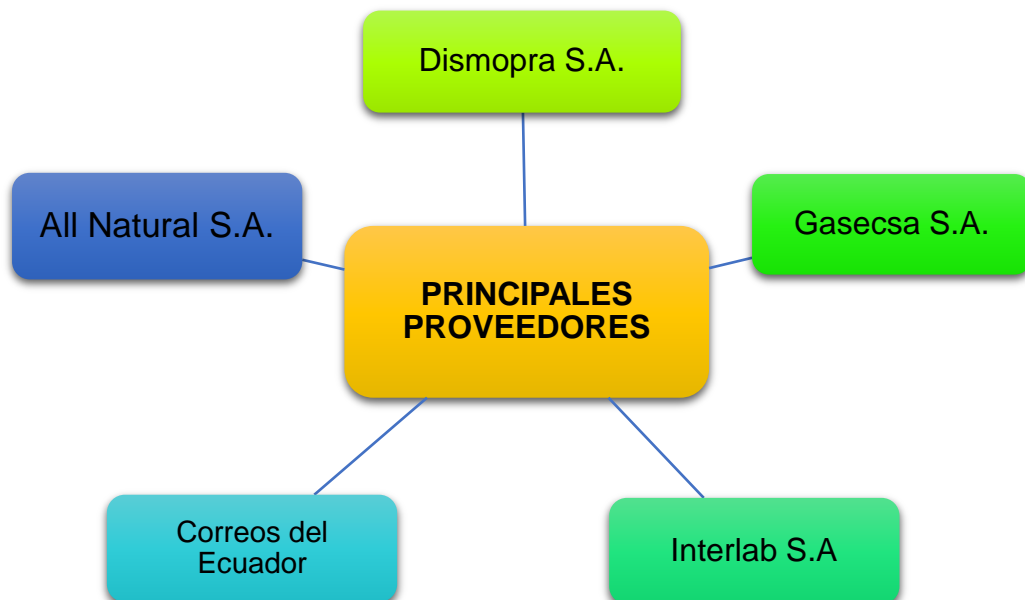 Dismopra S.A.
All Natural S.A.
Gasecsa S.A.
PRINCIPALES
PROVEEDORES
Correos del
Ecuador
Interlab S.A